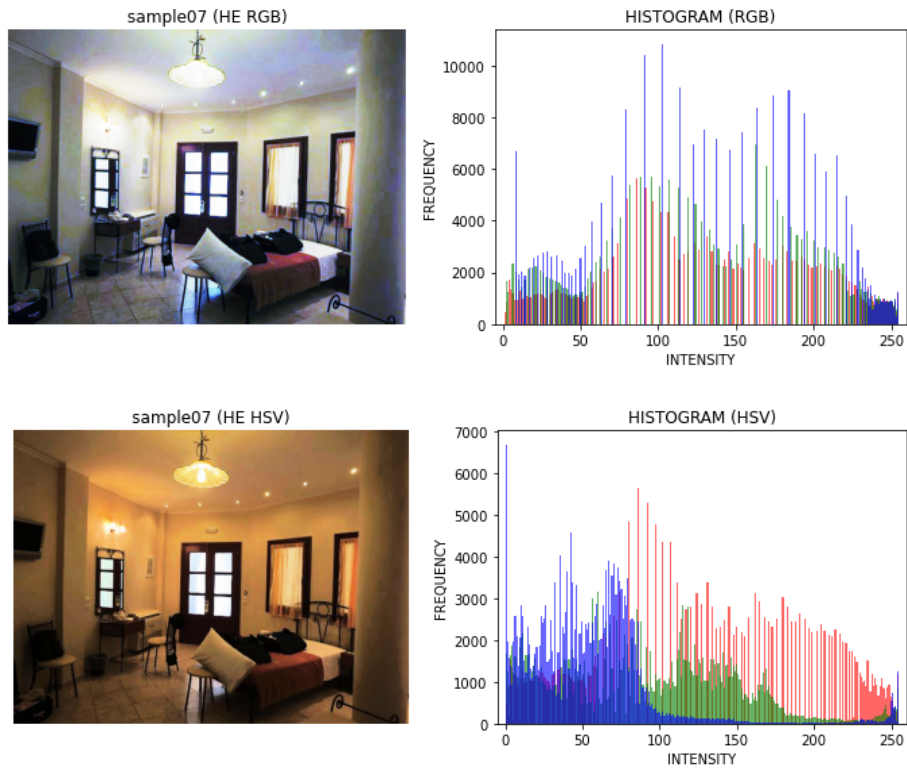 sample07 (HE RGB)
HISTOGRAM (RGB)
FREQUENCY
10000
8000
6000
4000
2000
0
0 50 100 150 200 250
INTENSITY
sample07 (HE HSV)
HISTOGRAM (HSV)
FREQUENCY
7000
6000
5000
4000
3000
2000
1000
0
0 50 100 150 200 250
INTENSITY